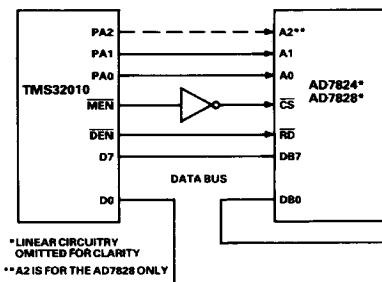 PA2
PA1
PA0
TMS32010
MEN
DEN
D7
D0
A2**
A1
A0
AD7824*
AD7828*
CS
RD
DB7
DATA BUS
DB0
*LINEAR CIRCUITRY
OMITTED FOR CLARITY
**A2 IS FOR THE AD7828 ONLY